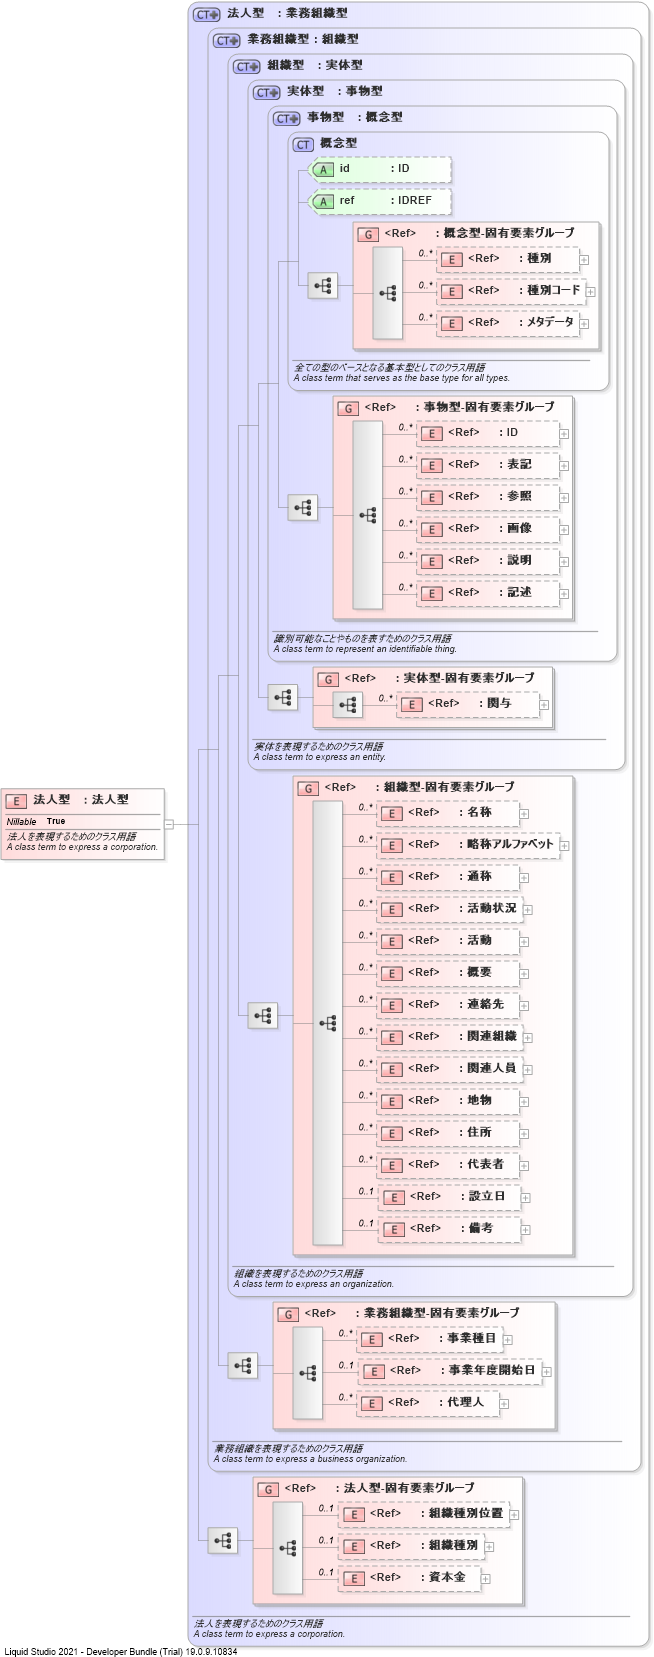 CT 法人型 : 業務組織型
CT 業務組織型 : 組織型
CT 組織型 : 実体型
CT 実体型 : 事物型
CT 事物型 : 概念型
CT 概念型
A id : ID
A ref : IDREF
G <Ref> : 概念型-固有要素グループ
0..* E <Ref> : 種別
0..* E <Ref> : 種別コード
0..* E <Ref> : メタデータ
全ての型のベースとなる基本型としてのクラス用語
A class term that serves as the base type for all types.
G <Ref> : 事物型-固有要素グループ
0..* E <Ref> : ID
0..* E <Ref> : 表記
0..* E <Ref> : 参照
0..* E <Ref> : 画像
0..* E <Ref> : 説明
0..* E <Ref> : 記述
識別可能なことやものを表すためのクラス用語
A class term to represent an identifiable thing.
G <Ref> : 実体型-固有要素グループ
0..* E <Ref> : 関与
実体を表現するためのクラス用語
A class term to express an entity.
E 法人型 : 法人型
Nillable True
法人を表現するためのクラス用語
A class term to express a corporation.
G <Ref> : 組織型-固有要素グループ
0..* E <Ref> : 名称
0..* E <Ref> : 略称アルファベット
0..* E <Ref> : 通称
0..* E <Ref> : 活動状況
0..* E <Ref> : 活動
0..* E <Ref> : 概要
0..* E <Ref> : 連絡先
0..* E <Ref> : 関連組織
0..* E <Ref> : 関連人員
0..* E <Ref> : 地物
0..* E <Ref> : 住所
0..* E <Ref> : 代表者
0..1 E <Ref> : 設立日
0..1 E <Ref> : 備考
組織を表現するためのクラス用語
A class term to express an organization.
G <Ref> : 業務組織型-固有要素グループ
0..* E <Ref> : 事業種目
0..1 E <Ref> : 事業年度開始日
0..* E <Ref> : 代理人
業務組織を表現するためのクラス用語
A class term to express a business organization.
G <Ref> : 法人型-固有要素グループ
0..1 E <Ref> : 組織種別位置
0..1 E <Ref> : 組織種別
0..1 E <Ref> : 資本金
法人を表現するためのクラス用語
A class term to express a corporation.
Liquid Studio 2021 - Developer Bundle (Trial) 19.0.9.10834